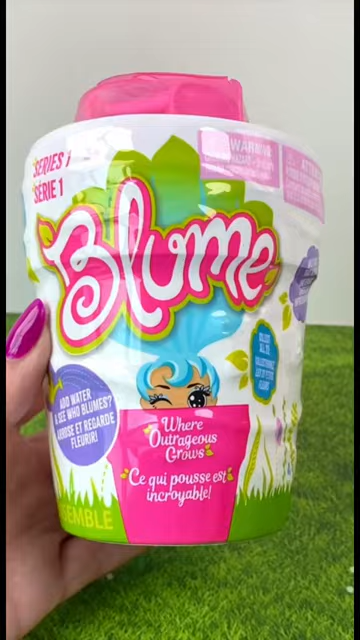 SERIES 1
SÉRIE 1
WARNING
Blume
ADD WATER
& SEE WHO BLUMES?
ARROSE ET REGARDE
FLEURIR!
Where
Outrageous
Grows
Ce qui pousse est
incroyable!
SEMBLE